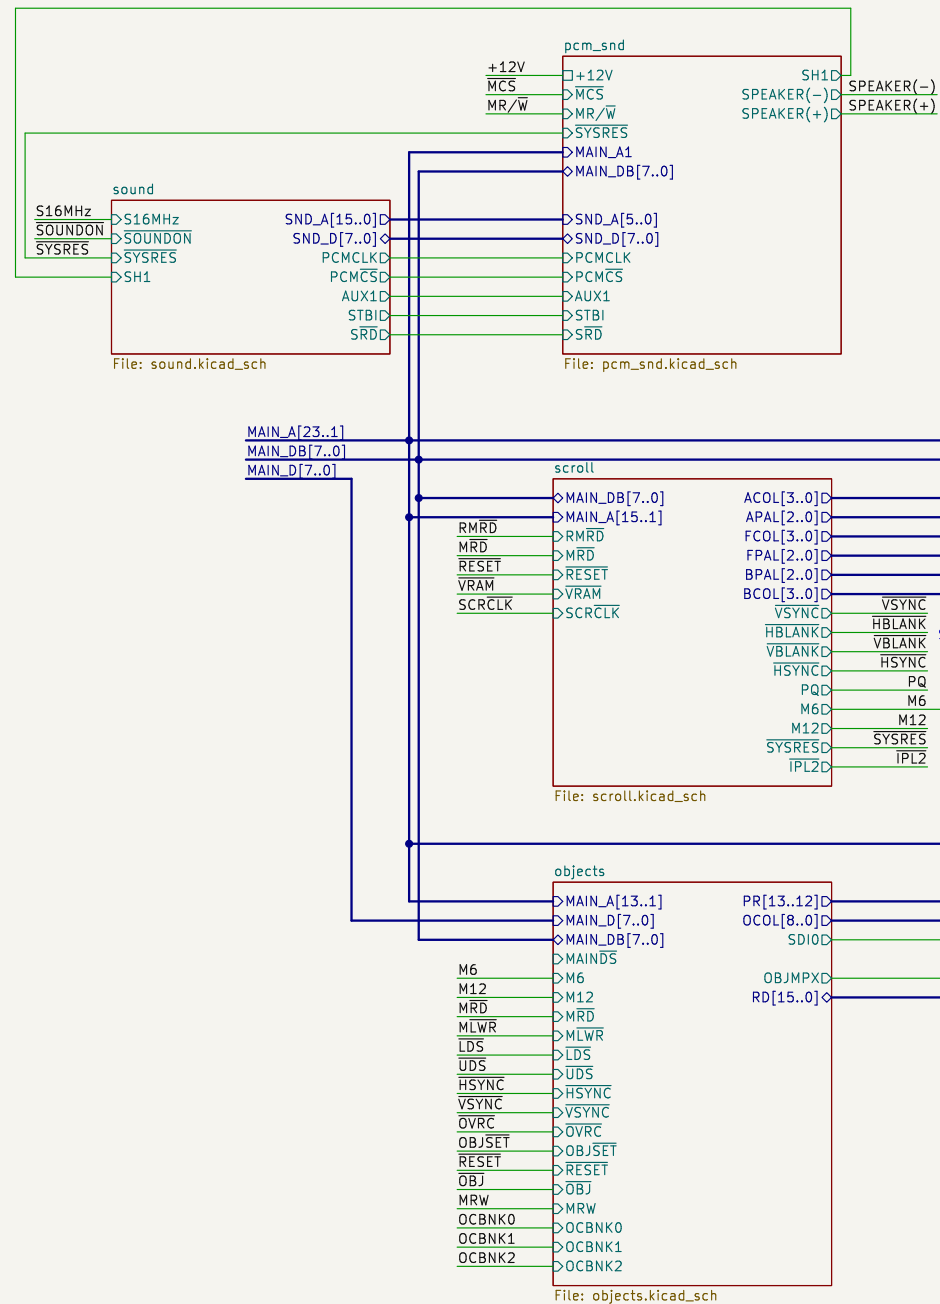 pcm_snd
+12V
+12V
SH1
MCS
MCS
SPEAKER(-)
SPEAKER(-)
MR/W
MR/W
SPEAKER(+)
SPEAKER(+)
SYSRES
MAIN_A1
MAIN_DB[7..0]
SND_A[5..0]
SND_D[7..0]
PCMCLK
PCMCS
AUX1
STBI
SRD
File: pcm_snd.kicad_sch
sound
S16MHz
S16MHz
SND_A[15..0]
SOUNDON
SOUNDON
SND_D[7..0]
SYSRES
SYSRES
PCMCLK
SH1
PCMCS
AUX1
STBI
SRD
File: sound.kicad_sch
MAIN_A[23..1]
MAIN_DB[7..0]
MAIN_D[7..0]
scroll
MAIN_DB[7..0]
ACOL[3..0]
MAIN_A[15..1]
APAL[2..0]
RMRD
RMRD
FCOL[3..0]
MRD
MRD
FPAL[2..0]
RESET
RESET
BPAL[2..0]
VRAM
VRAM
BCOL[3..0]
SCRCLK
SCRCLK
VSYNC
VSYNC
HBLANK
HBLANK
VBLANK
VBLANK
HSYNC
HSYNC
PQ
PQ
M6
M6
M12
M12
SYSRES
SYSRES
IPL2
IPL2
File: scroll.kicad_sch
objects
MAIN_A[13..1]
PR[13..12]
MAIN_D[7..0]
OCOL[8..0]
MAIN_DB[7..0]
SDI0
MAINDS
M6
M6
OBJMPX
M12
M12
RD[15..0]
MRD
MRD
MLWR
MLWR
LDS
LDS
UDS
UDS
HSYNC
HSYNC
VSYNC
VSYNC
OVRC
OVRC
OBJSET
OBJSET
RESET
RESET
OBJ
OBJ
MRW
MRW
OCBNK0
OCBNK0
OCBNK1
OCBNK1
OCBNK2
OCBNK2
File: objects.kicad_sch